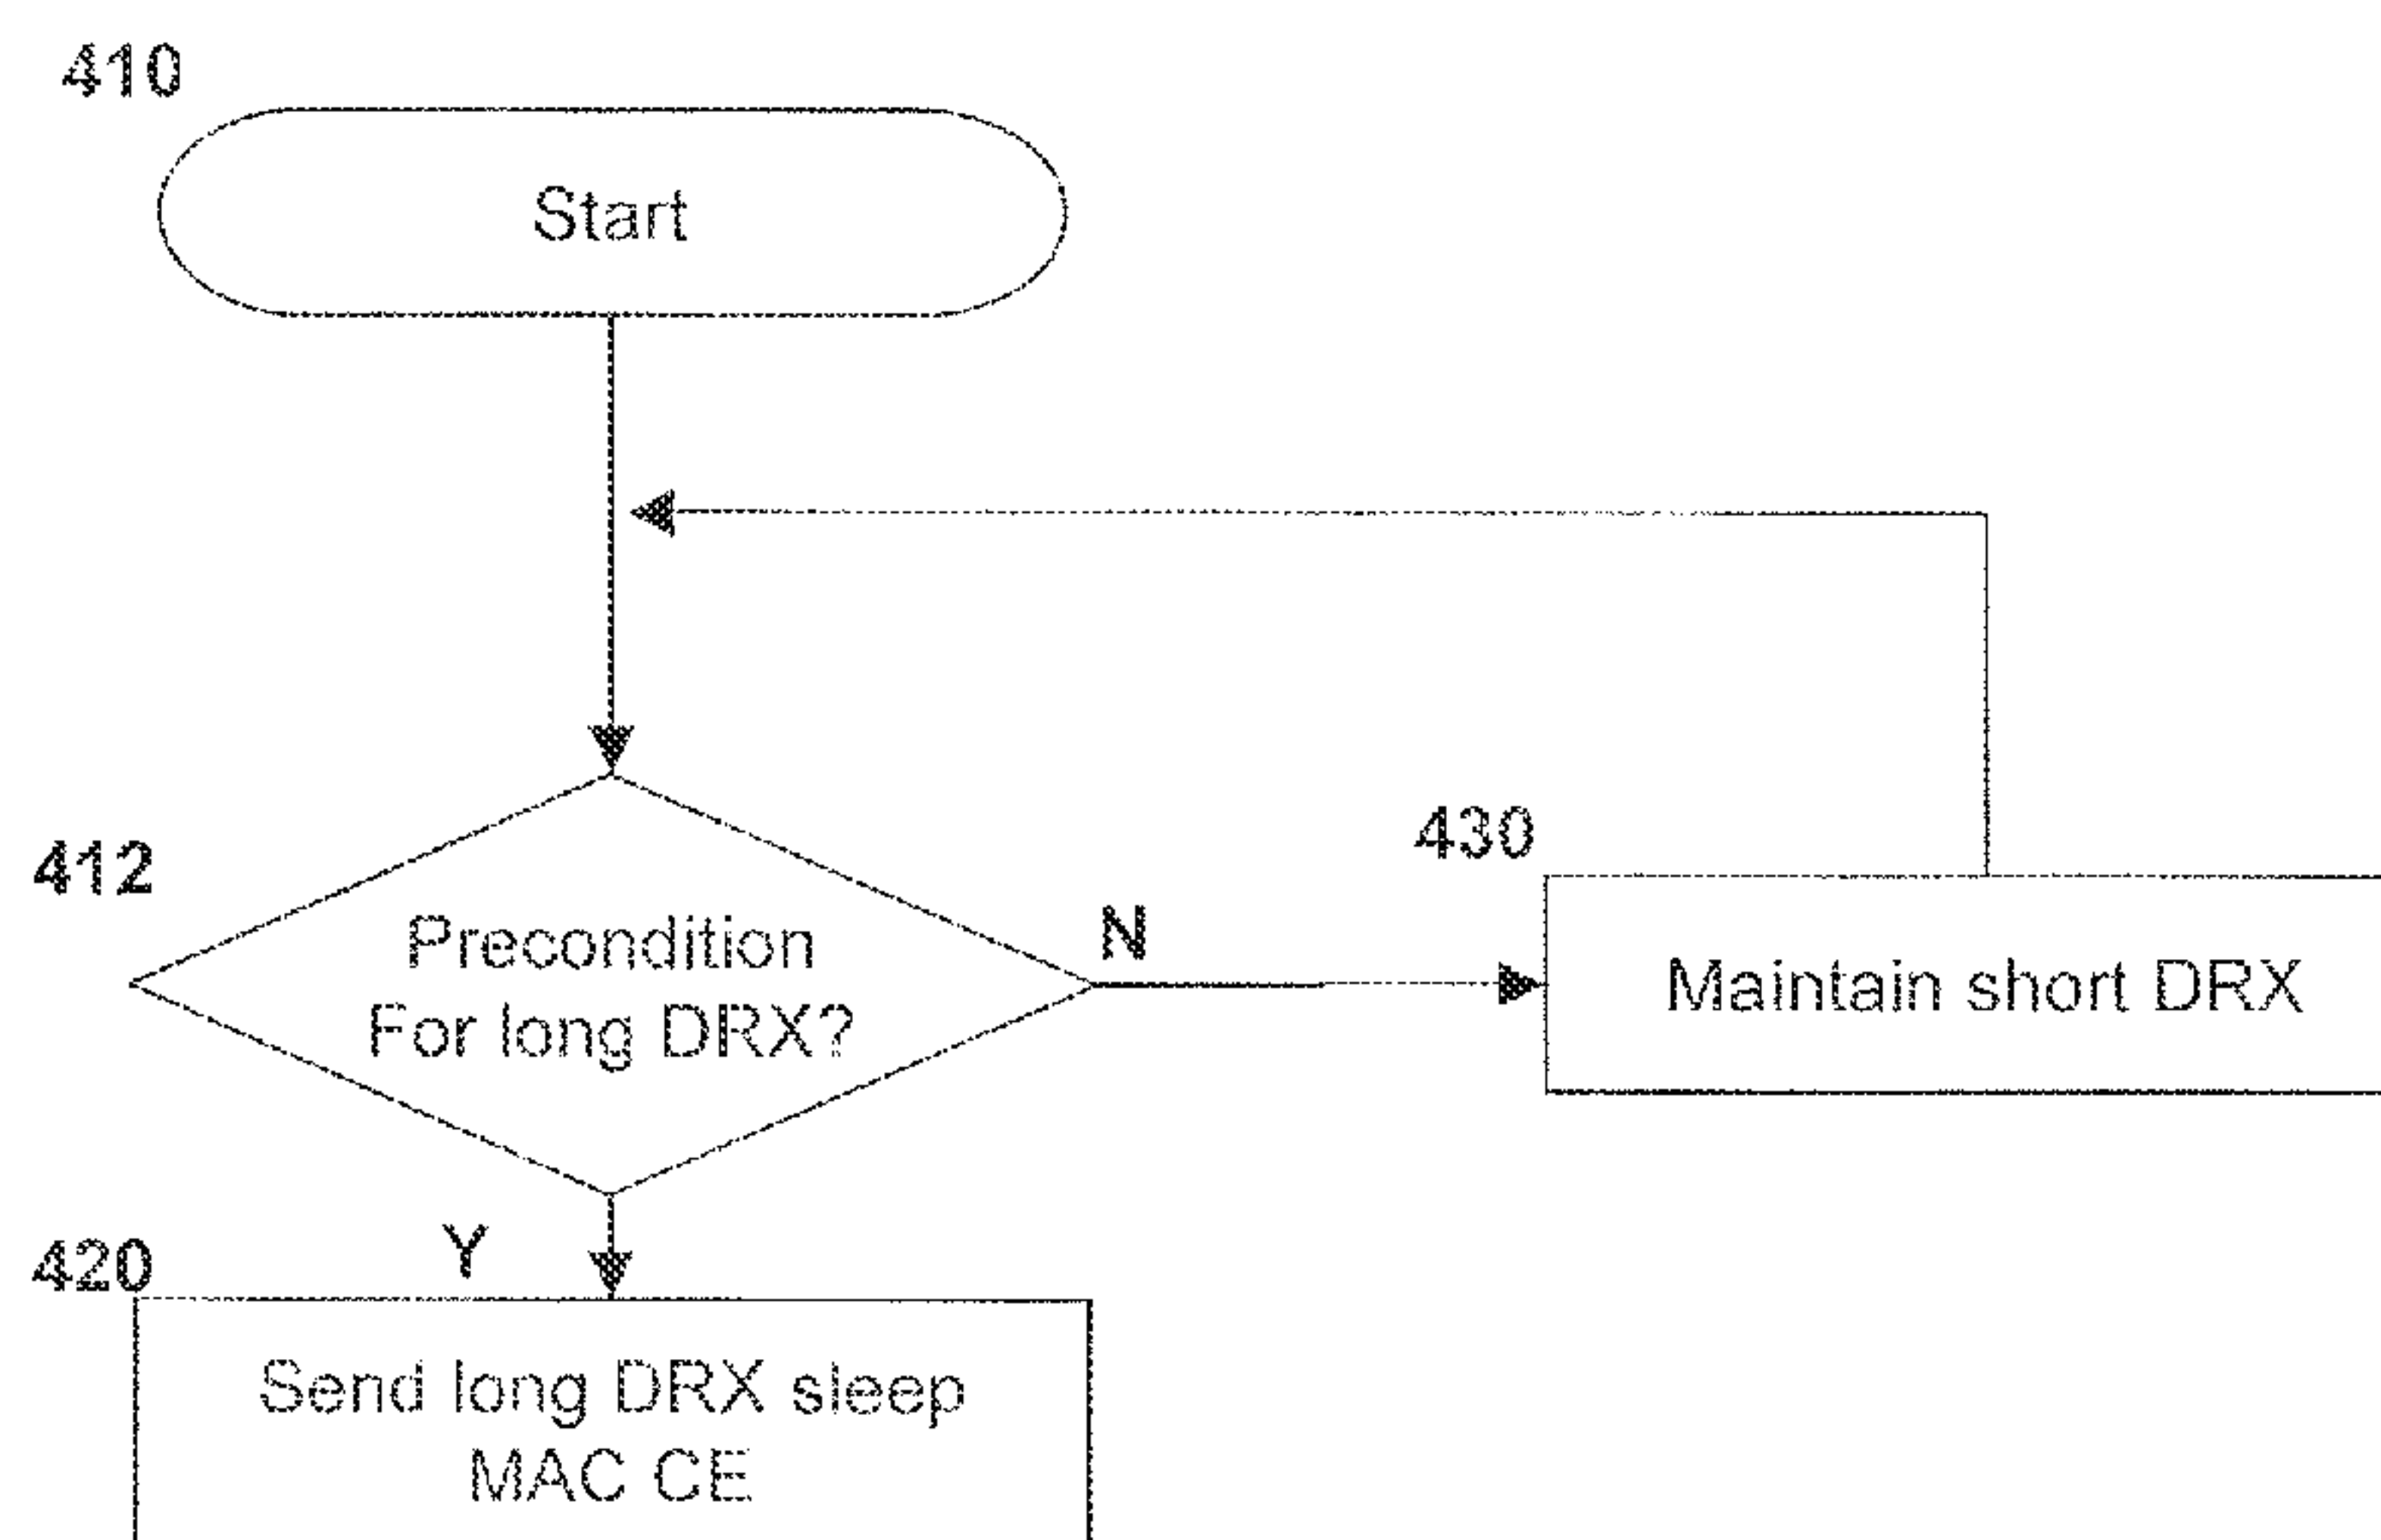 410
Start
412
Precondition
For long DRX?
N
430
Maintain short DRX
Y
420
Send long DRX sleep
MAC CE